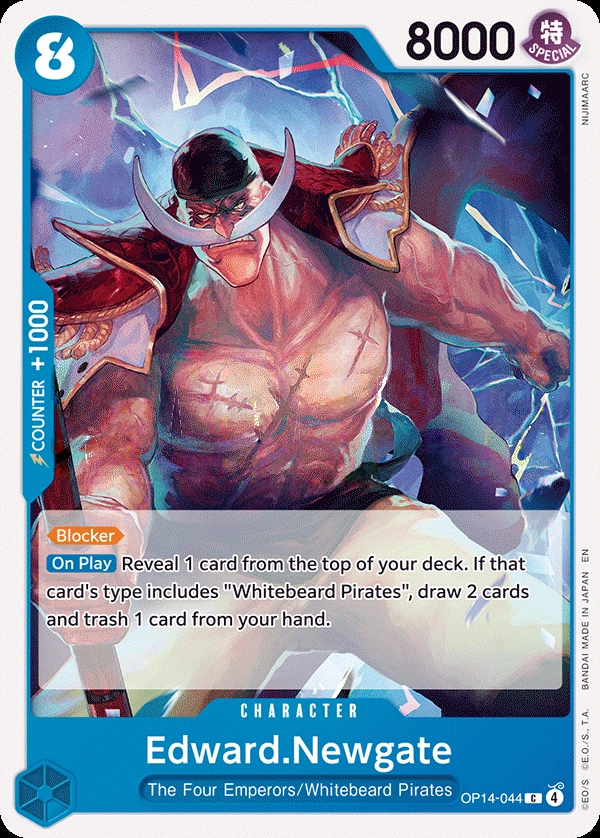 8
8000
特
SPECIAL
NIJIMAARC
COUNTER +1000
Blocker
On Play Reveal 1 card from the top of your deck. If that
card's type includes "Whitebeard Pirates", draw 2 cards
and trash 1 card from your hand.
CHARACTER
Edward.Newgate
The Four Emperors/Whitebeard Pirates
OP14-044 C 4
©E.O./S., T.A. BANDAI MADE IN JAPAN EN
©EO/S